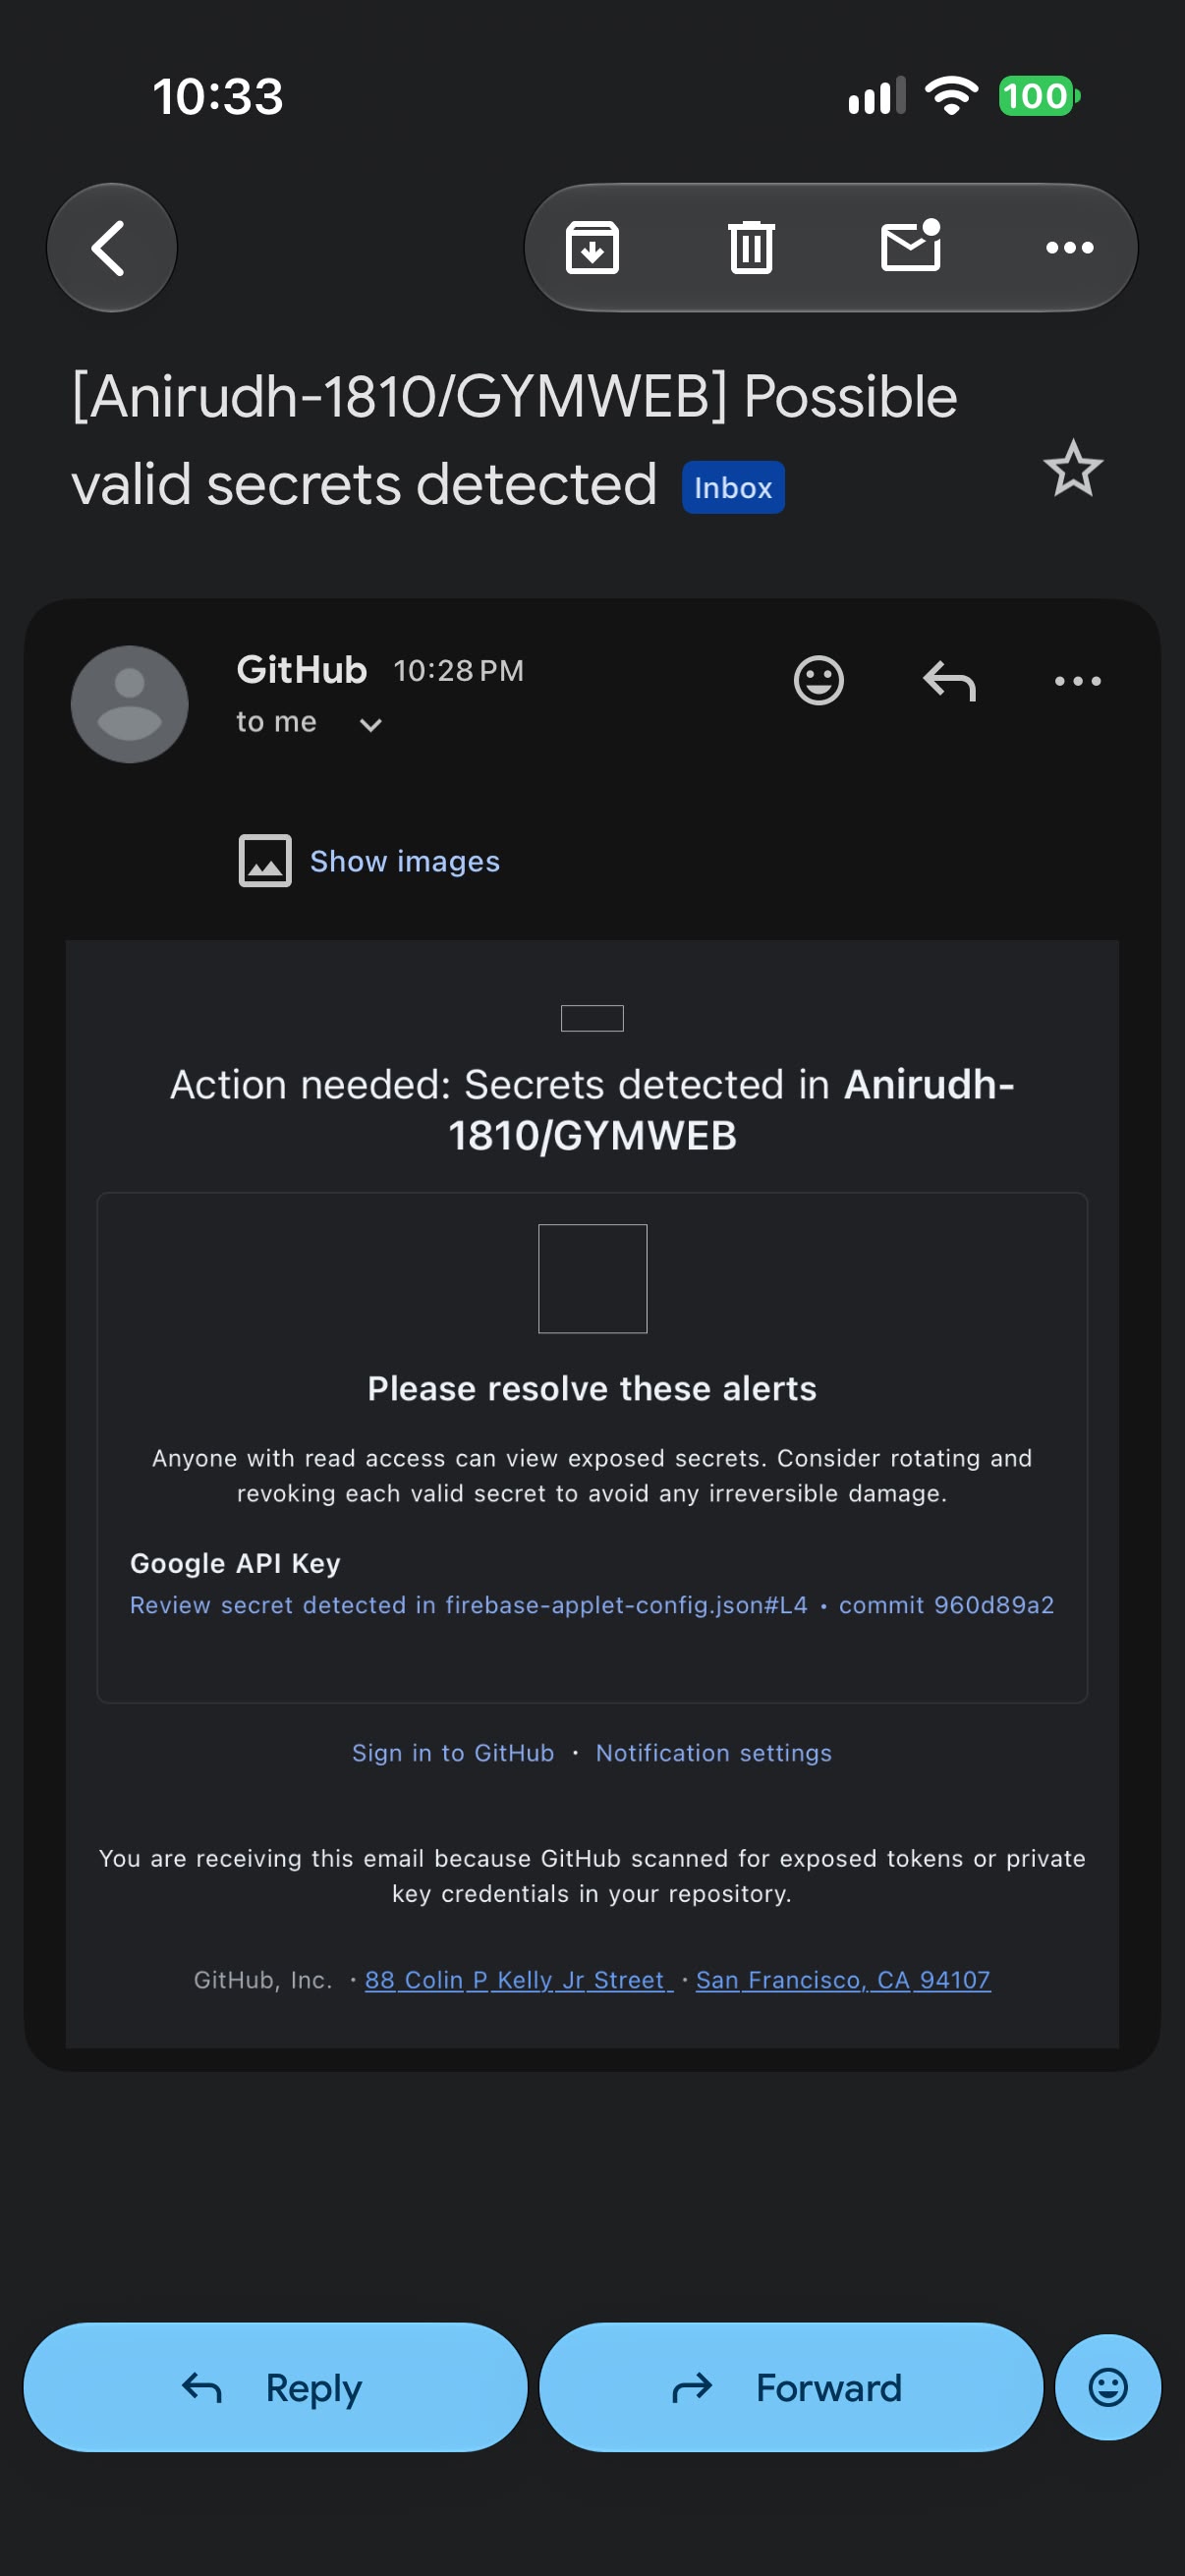 10:33
100
[Anirudh-1810/GYMWEB] Possible
valid secrets detected Inbox
GitHub 10:28 PM
to me
Show images
Action needed: Secrets detected in Anirudh-
1810/GYMWEB
Please resolve these alerts
Anyone with read access can view exposed secrets. Consider rotating and
revoking each valid secret to avoid any irreversible damage.
Google API Key
Review secret detected in firebase-applet-config.json#L4 • commit 960d89a2
Sign in to GitHub · Notification settings
You are receiving this email because GitHub scanned for exposed tokens or private
key credentials in your repository.
GitHub, Inc. ・88 Colin P Kelly Jr Street ・San Francisco, CA 94107
Reply Forward